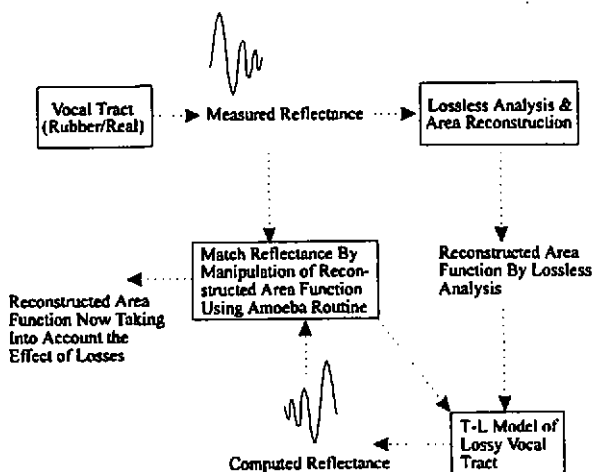 Vocal Tract
(Rubber/Real)
Measured Reflectance
Lossless Analysis &
Area Reconstruction
Match Reflectance By
Manipulation of Recon-
structed Area Function
Using Amoeba Routine
Reconstructed Area
Function By Lossless
Analysis
Reconstructed Area
Function Now Taking
Into Account the
Effect of Losses
T-L Model of
Lossy Vocal
Tract
Computed Reflectance